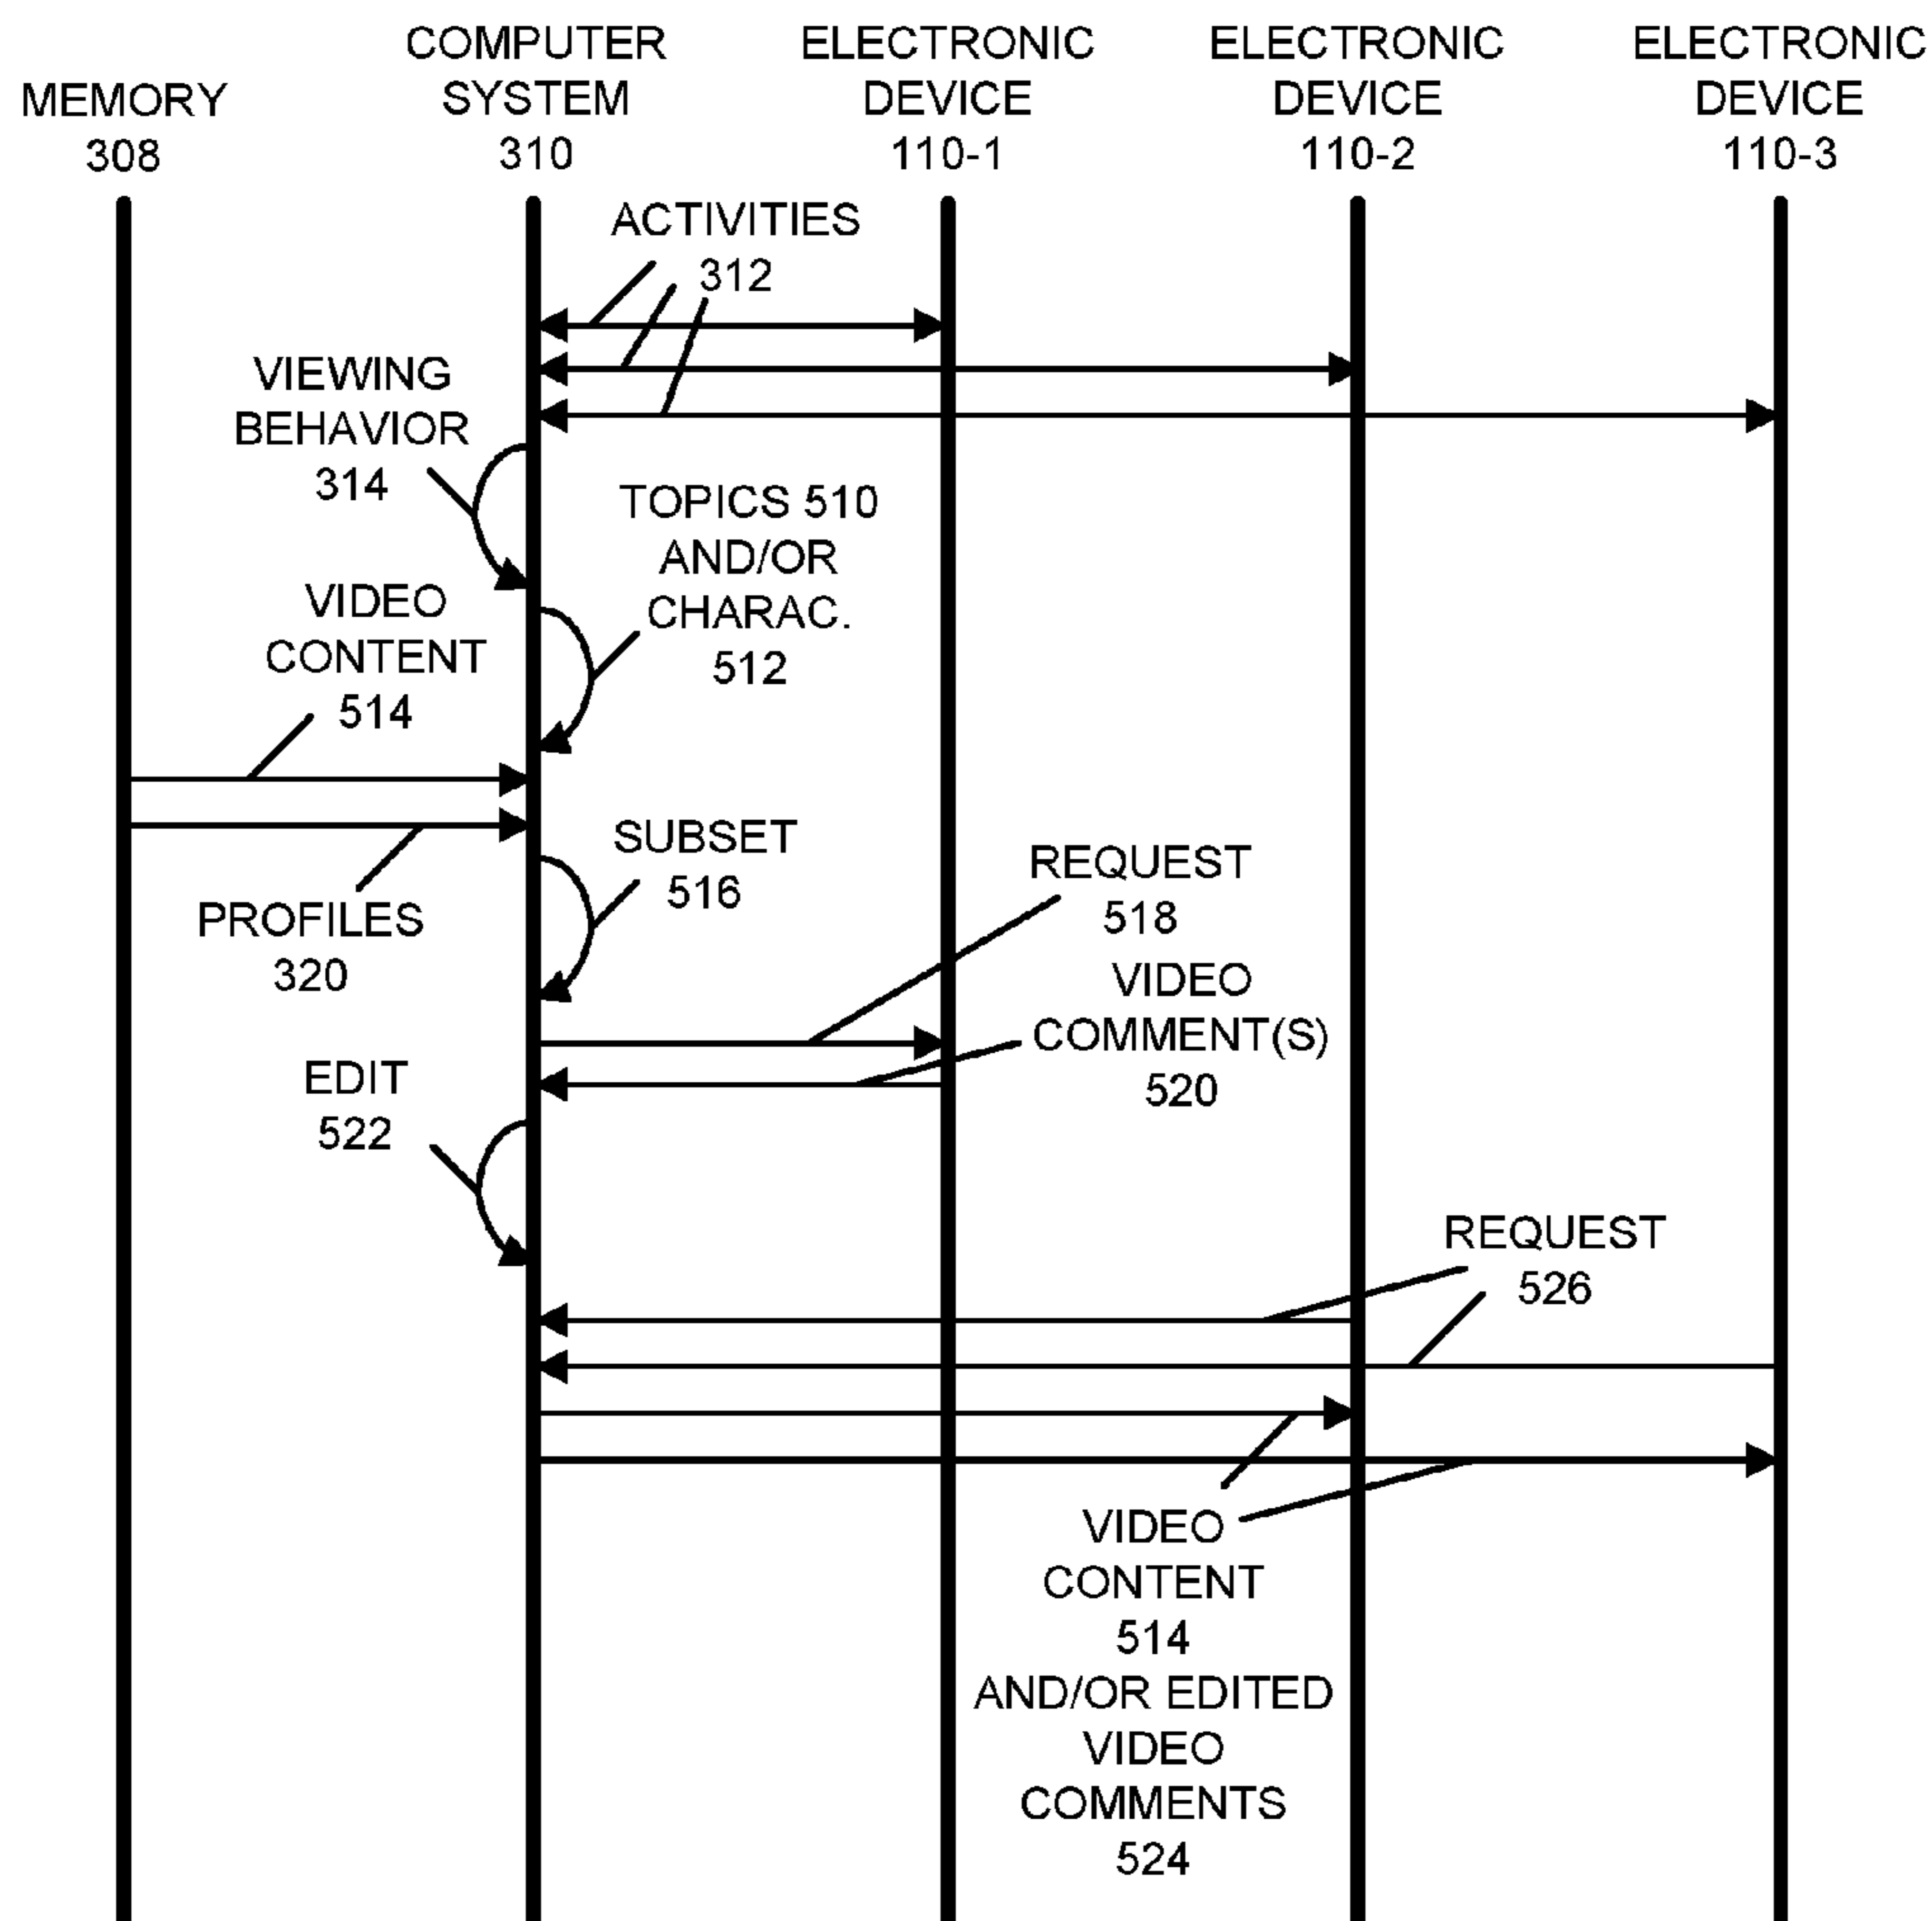 MEMORY
308
COMPUTER
SYSTEM
310
ELECTRONIC
DEVICE
110-1
ELECTRONIC
DEVICE
110-2
ELECTRONIC
DEVICE
110-3
ACTIVITIES
312
VIEWING
BEHAVIOR
314
TOPICS 510
AND/OR
CHARAC.
512
VIDEO
CONTENT
514
PROFILES
320
SUBSET
516
REQUEST
518
VIDEO
COMMENT(S)
520
EDIT
522
REQUEST
526
VIDEO
CONTENT
514
AND/OR EDITED
VIDEO
COMMENTS
524